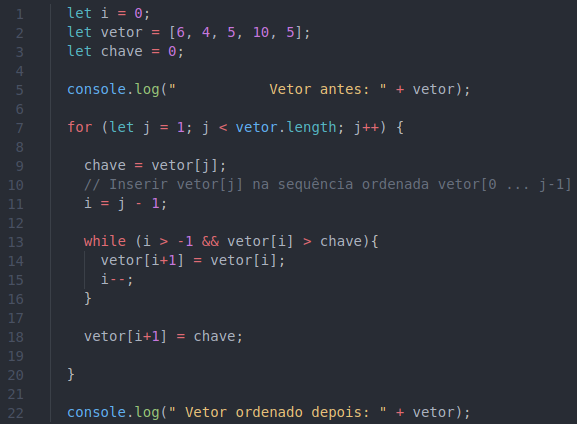 1 let i = 0;
2 let vetor = [6, 4, 5, 10, 5];
3 let chave = 0;
4
5 console.log("           Vetor antes: " + vetor);
6
7 for (let j = 1; j < vetor.length; j++) {
8
9   chave = vetor[j];
10   // Inserir vetor[j] na sequência ordenada vetor[0 ... j-1]
11   i = j - 1;
12
13   while (i > -1 && vetor[i] > chave){
14     vetor[i+1] = vetor[i];
15     i--;
16   }
17
18   vetor[i+1] = chave;
19
20 }
21
22 console.log(" Vetor ordenado depois: " + vetor);